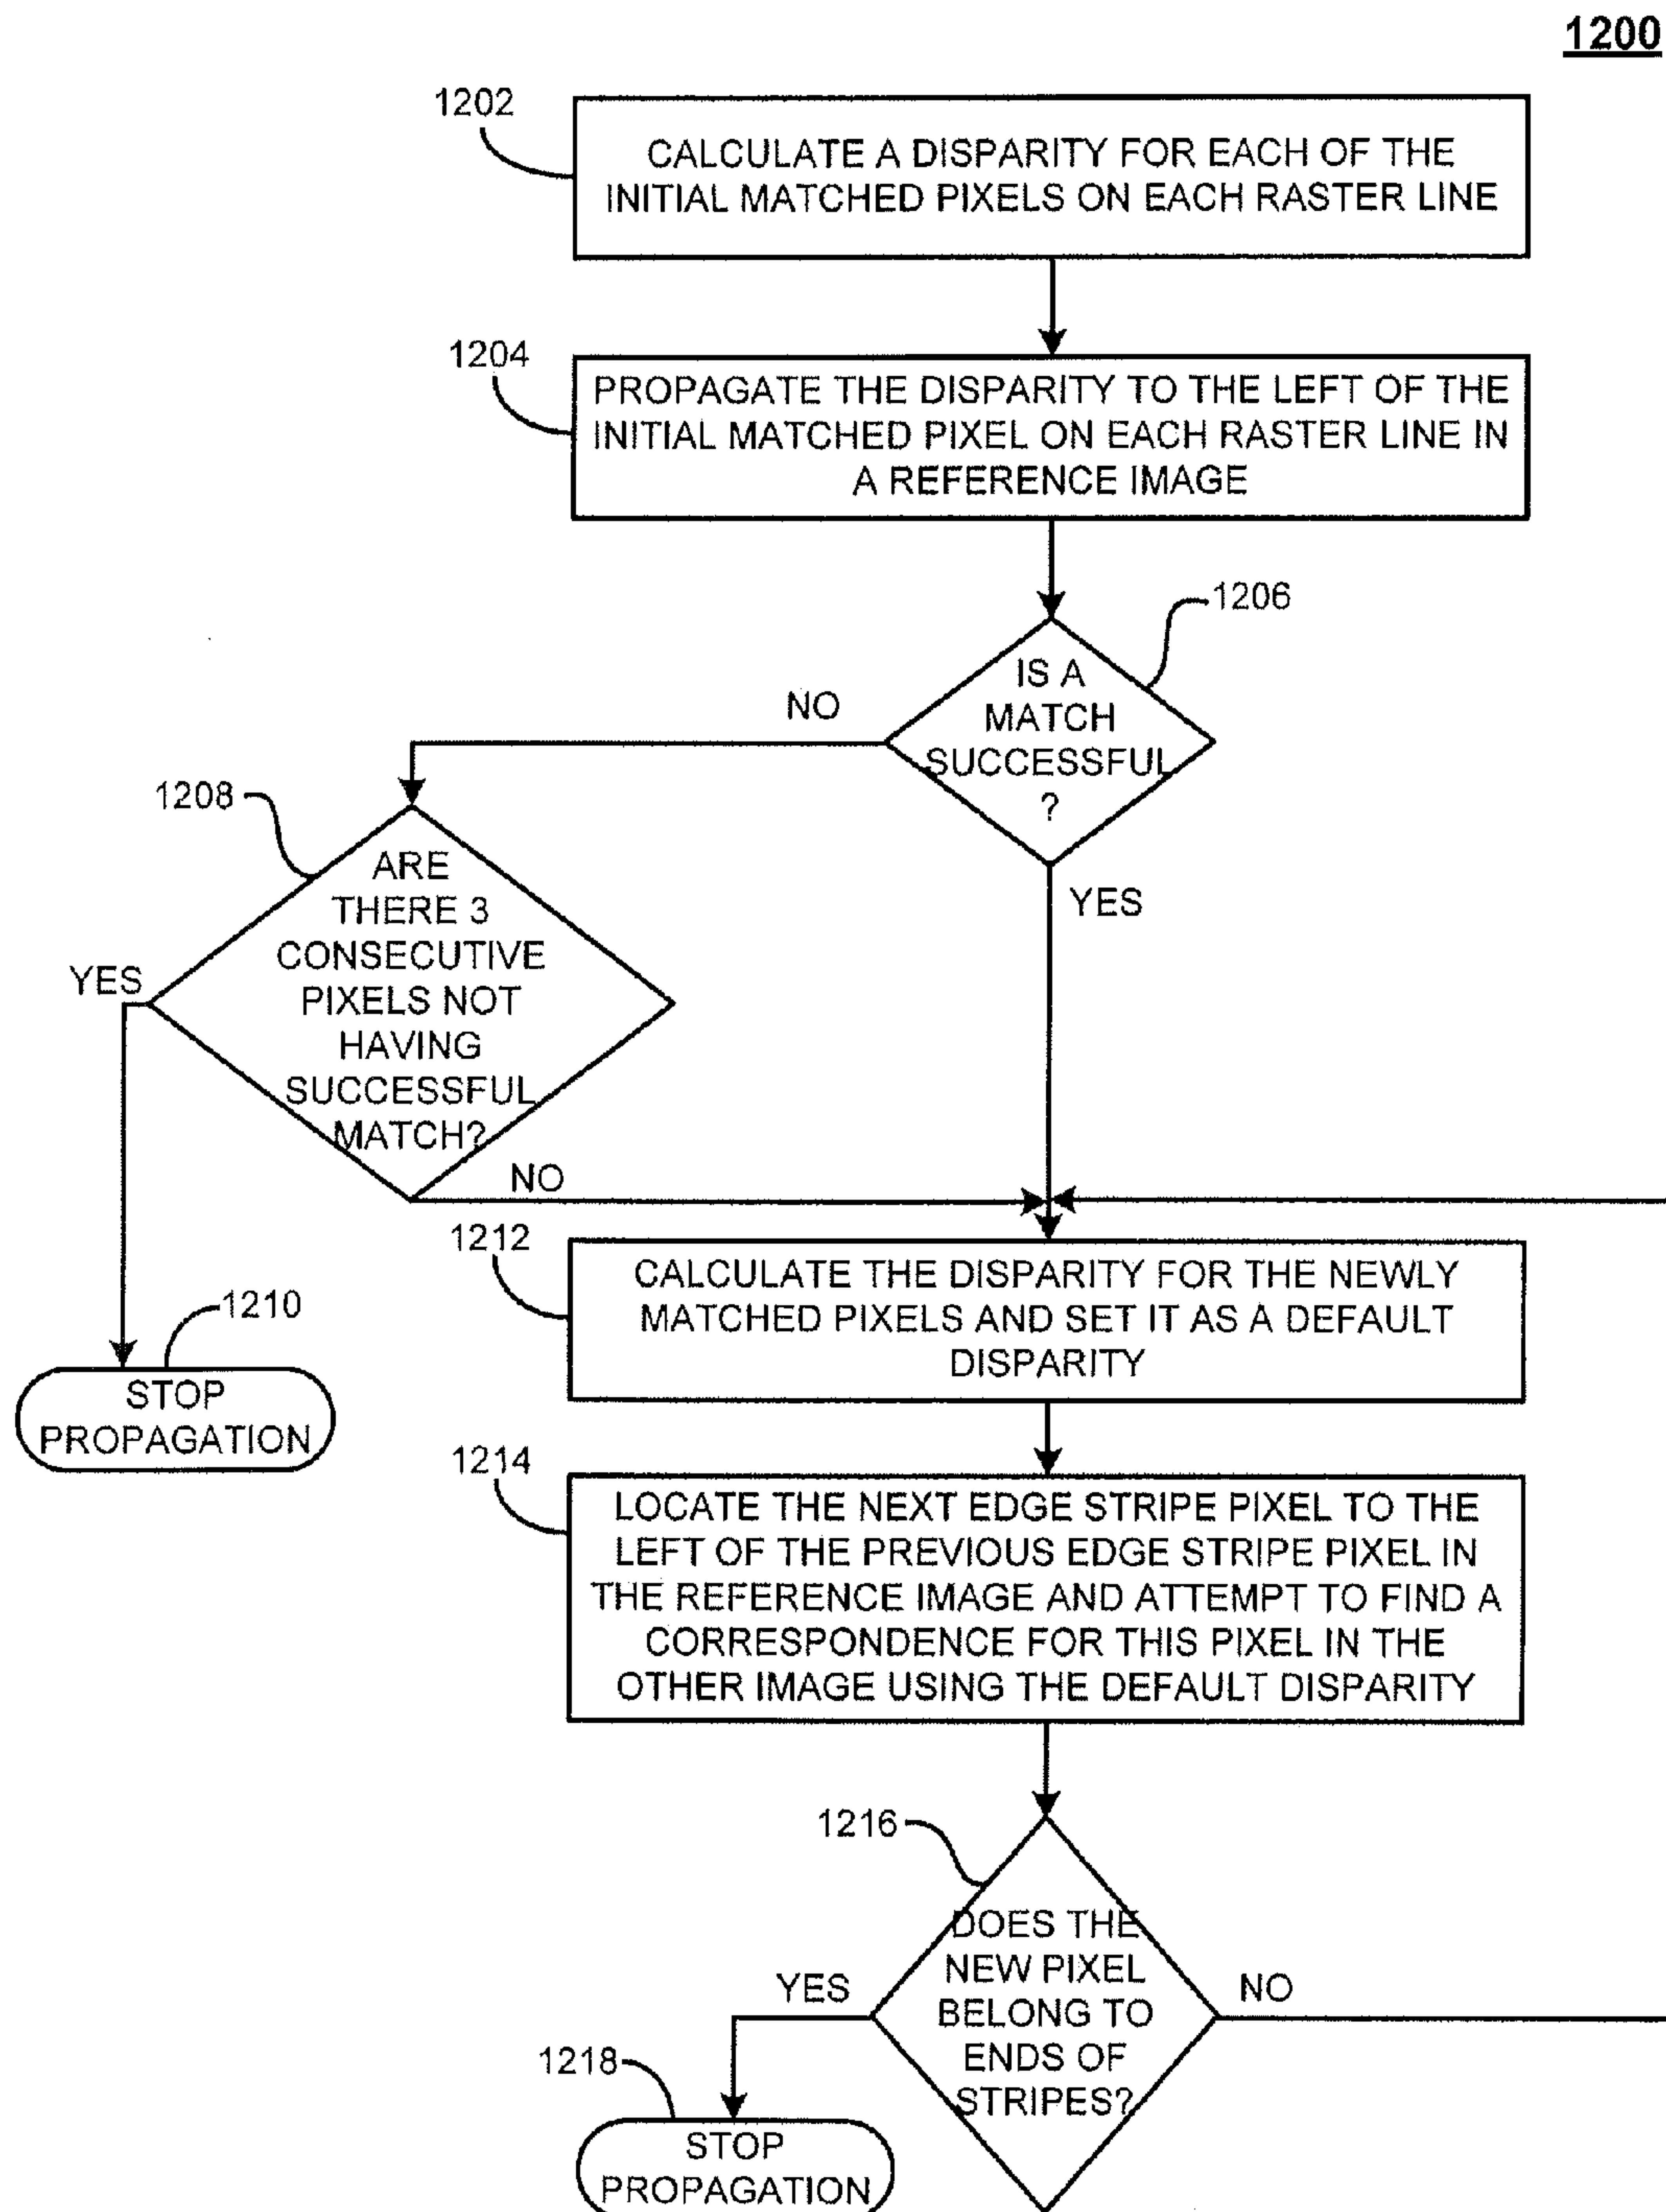 1200
1202
CALCULATE A DISPARITY FOR EACH OF THE
INITIAL MATCHED PIXELS ON EACH RASTER LINE
1204
PROPAGATE THE DISPARITY TO THE LEFT OF THE
INITIAL MATCHED PIXEL ON EACH RASTER LINE IN
A REFERENCE IMAGE
1206
IS A
MATCH
SUCCESSFUL
?
NO
YES
1208
ARE
THERE 3
CONSECUTIVE
PIXELS NOT
HAVING
SUCCESSFUL
MATCH?
YES
NO
1210
STOP
PROPAGATION
1212
CALCULATE THE DISPARITY FOR THE NEWLY
MATCHED PIXELS AND SET IT AS A DEFAULT
DISPARITY
1214
LOCATE THE NEXT EDGE STRIPE PIXEL TO THE
LEFT OF THE PREVIOUS EDGE STRIPE PIXEL IN
THE REFERENCE IMAGE AND ATTEMPT TO FIND A
CORRESPONDENCE FOR THIS PIXEL IN THE
OTHER IMAGE USING THE DEFAULT DISPARITY
1216
DOES THE
NEW PIXEL
BELONG TO
ENDS OF
STRIPES?
YES
NO
1218
STOP
PROPAGATION